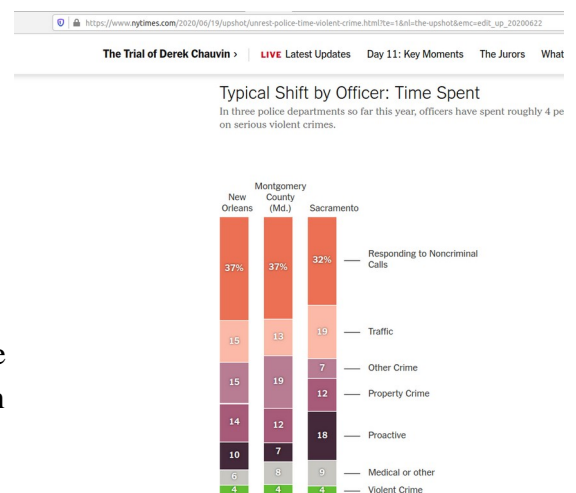 https://www.nytimes.com/2020/06/19/upshot/unrest-police-time-violent-crime.html?te=1&nl=the-upshot&emc=edit_up_20200622
The Trial of Derek Chauvin › LIVE Latest Updates Day 11: Key Moments The Jurors What
Typical Shift by Officer: Time Spent
In three police departments so far this year, officers have spent roughly 4 pe
on serious violent crimes.
New Orleans
Montgomery County (Md.)
Sacramento
37% 37% 32% Responding to Noncriminal Calls
15 13 19 Traffic
15 19 7 Other Crime
14 12 12 Property Crime
10 7 18 Proactive
6 8 9 Medical or other
4 4 4 Violent Crime